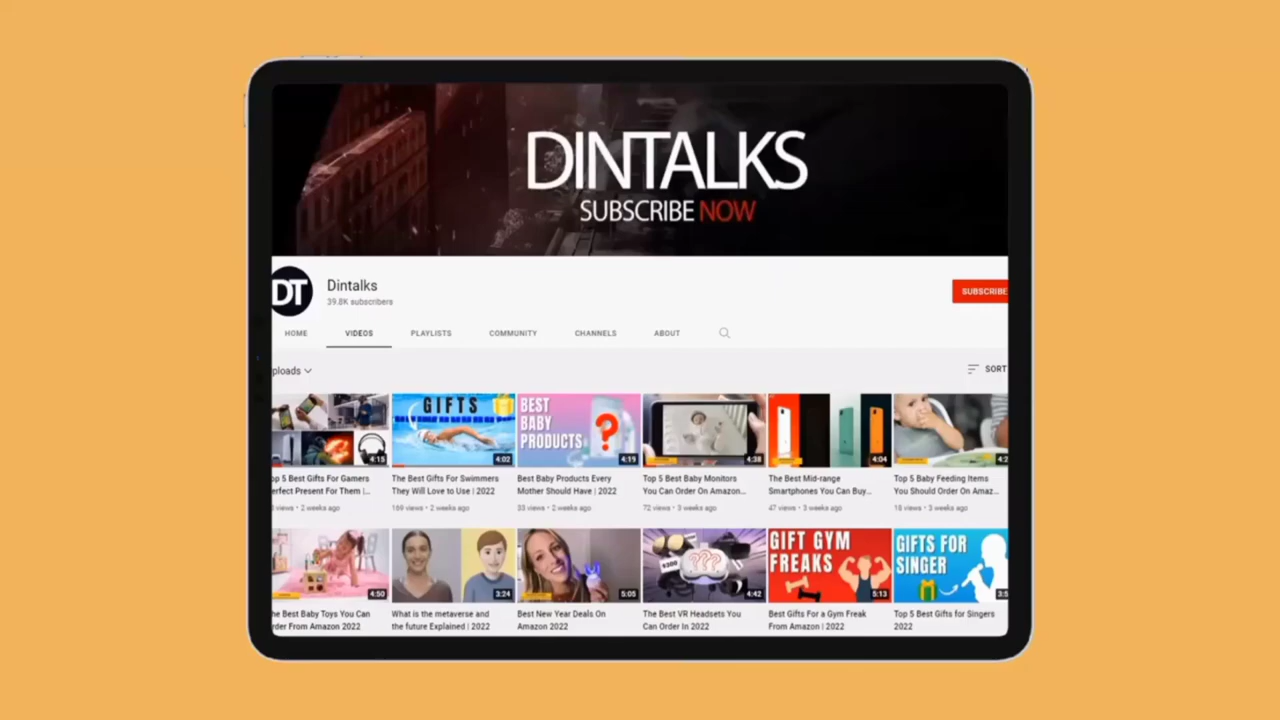 DINTALKS
SUBSCRIBE NOW
DT
Dintalks
39.8K subscribers
SUBSCRIBE
HOME VIDEOS PLAYLISTS COMMUNITY CHANNELS ABOUT
ploads
SORT
GIFTS
BEST
BABY
PRODUCTS
?
4:15 4:02 4:19 4:38 4:04 4:2
op 5 Best Gifts For Gamers
erfect Present For Them |...
views • 2 weeks ago
The Best Gifts For Swimmers
They Will Love to Use | 2022
169 views • 2 weeks ago
Best Baby Products Every
Mother Should Have | 2022
33 views • 2 weeks ago
Top 5 Best Baby Monitors
You Can Order On Amazon...
72 views • 3 weeks ago
The Best Mid-range
Smartphones You Can Buy...
47 views • 3 weeks ago
Top 5 Baby Feeding Items
You Should Order On Amaz...
18 views • 3 weeks ago
$300
???
GIFT GYM
FREAKS
GIFTS FOR
SINGER
4:50 3:24 5:05 4:42 5:13 3:5
he Best Baby Toys You Can
rder From Amazon 2022
What is the metaverse and
the future Explained | 2022
Best New Year Deals On
Amazon 2022
The Best VR Headsets You
Can Order In 2022
Best Gifts For a Gym Freak
From Amazon | 2022
Top 5 Best Gifts for Singers
2022